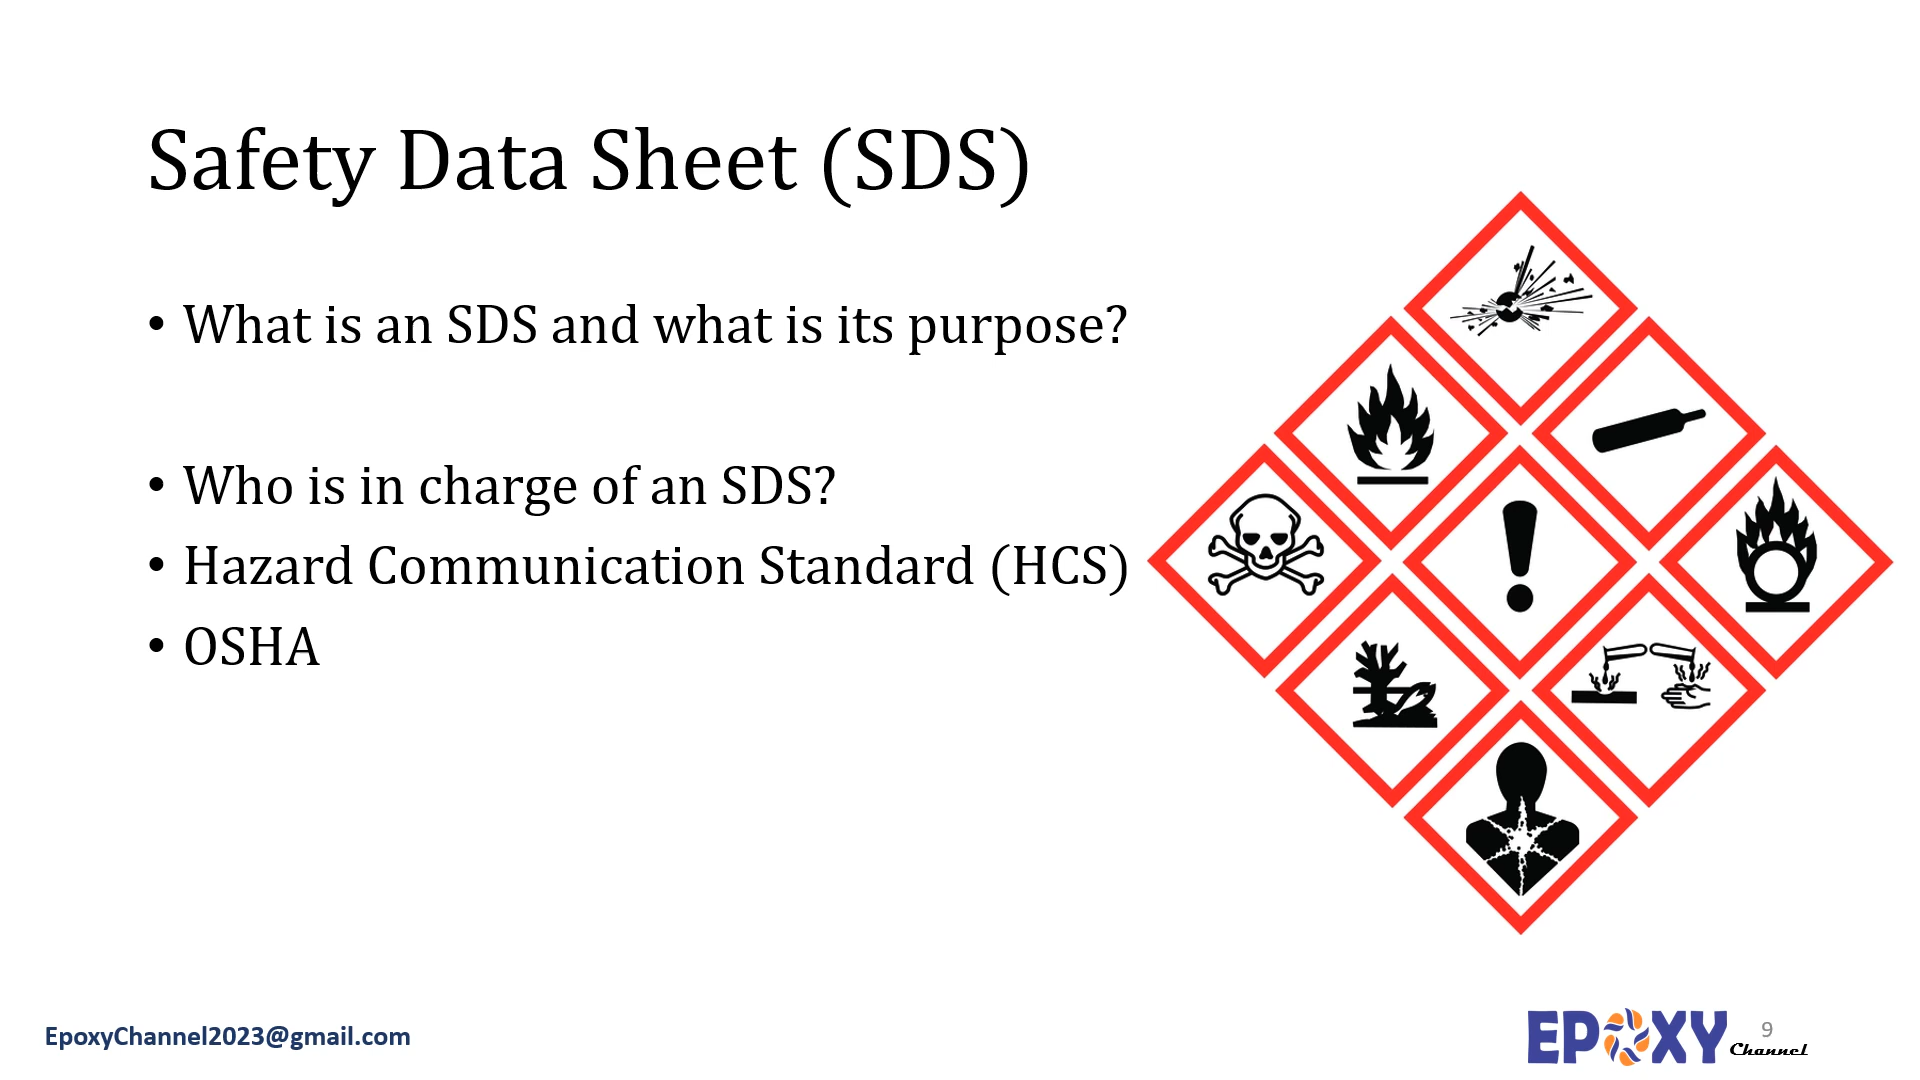 Safety Data Sheet (SDS)
• What is an SDS and what is its purpose?
• Who is in charge of an SDS?
• Hazard Communication Standard (HCS)
• OSHA
EpoxyChannel2023@gmail.com
EPOXY
Channel
9